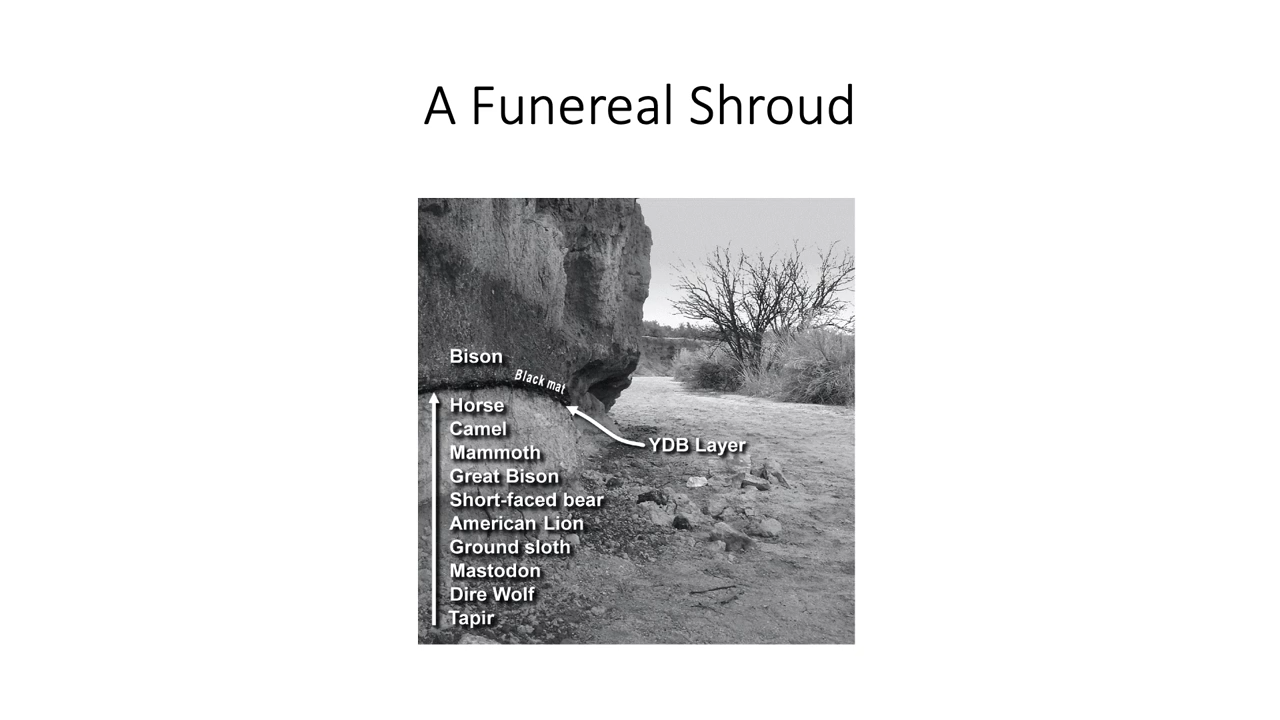 A Funereal Shroud
Bison
Black mat
Horse
Camel
YDB Layer
Mammoth
Great Bison
Short-faced bear
American Lion
Ground sloth
Mastodon
Dire Wolf
Tapir